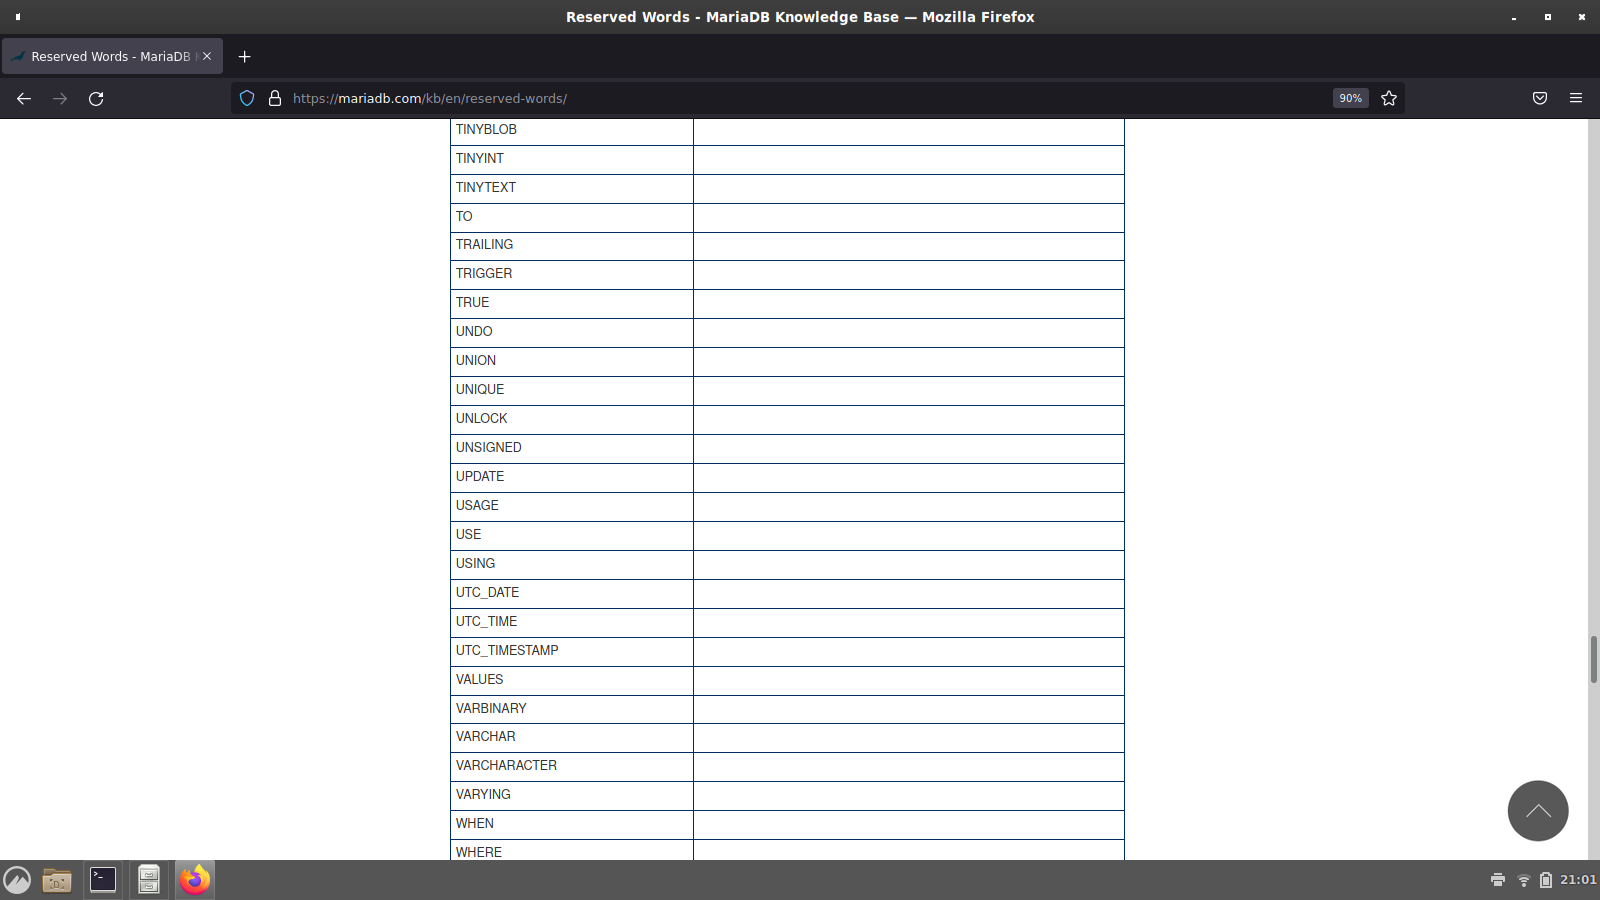 Reserved Words - MariaDB Knowledge Base — Mozilla Firefox
Reserved Words - MariaDB
https://mariadb.com/kb/en/reserved-words/
90%
TINYBLOB
TINYINT
TINYTEXT
TO
TRAILING
TRIGGER
TRUE
UNDO
UNION
UNIQUE
UNLOCK
UNSIGNED
UPDATE
USAGE
USE
USING
UTC_DATE
UTC_TIME
UTC_TIMESTAMP
VALUES
VARBINARY
VARCHAR
VARCHARACTER
VARYING
WHEN
WHERE
21:01